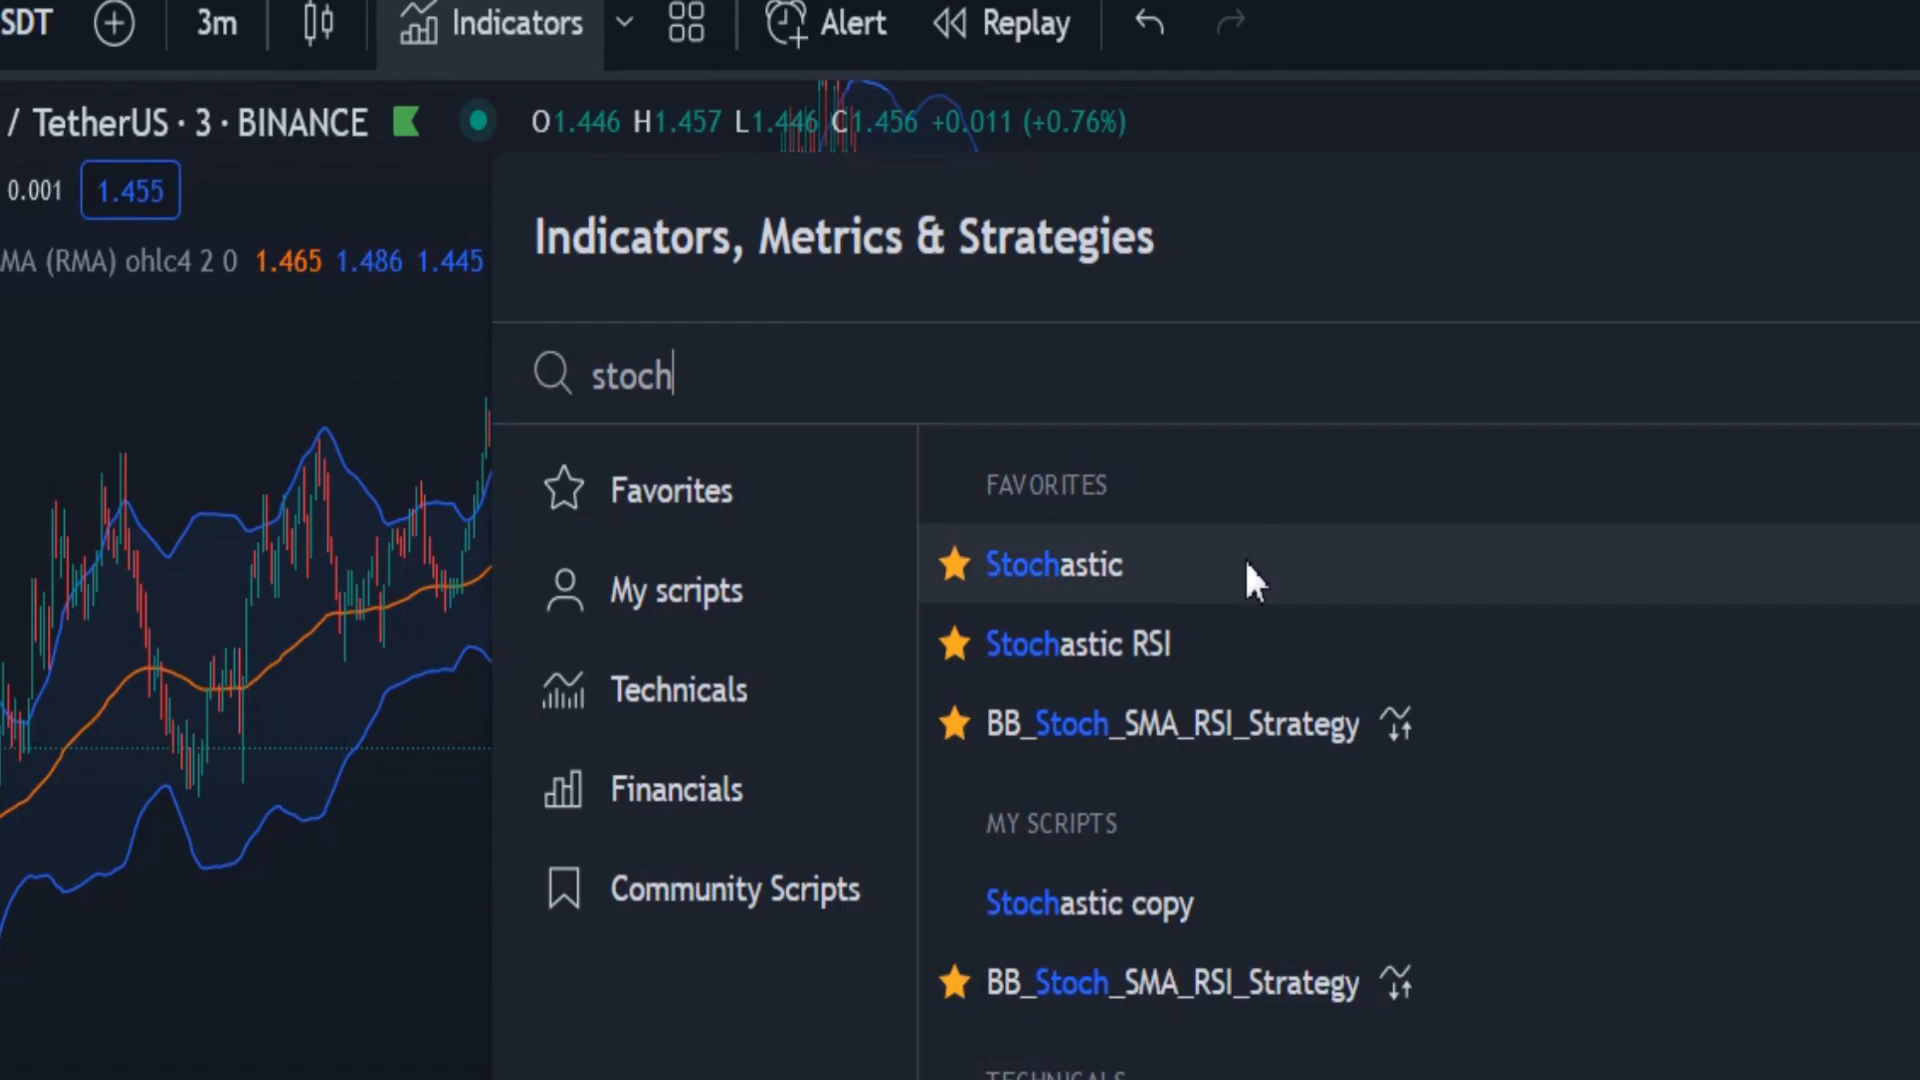 SDT 3m Indicators Alert Replay
/ TetherUS · 3 · BINANCE O1.446 H1.457 L1.446 C1.456 +0.011 (+0.76%)
0.001 1.455
MA (RMA) ohlc4 2 0 1.465 1.486 1.445
Indicators, Metrics & Strategies
stoch
Favorites
My scripts
Technicals
Financials
Community Scripts
FAVORITES
Stochastic
Stochastic RSI
BB_Stoch_SMA_RSI_Strategy
MY SCRIPTS
Stochastic copy
BB_Stoch_SMA_RSI_Strategy
TECHNICALS